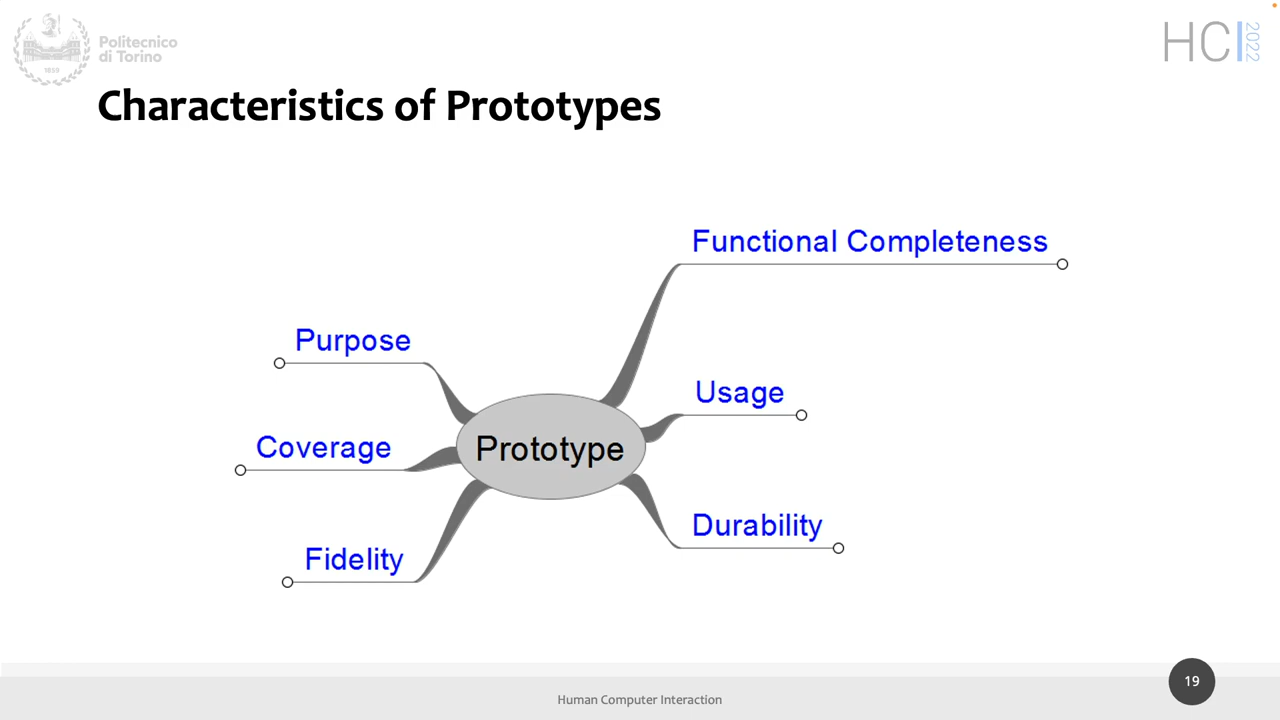 Politecnico
di Torino
1859
HCI 2022
Characteristics of Prototypes
Functional Completeness
Purpose
Usage
Coverage
Prototype
Durability
Fidelity
19
Human Computer Interaction